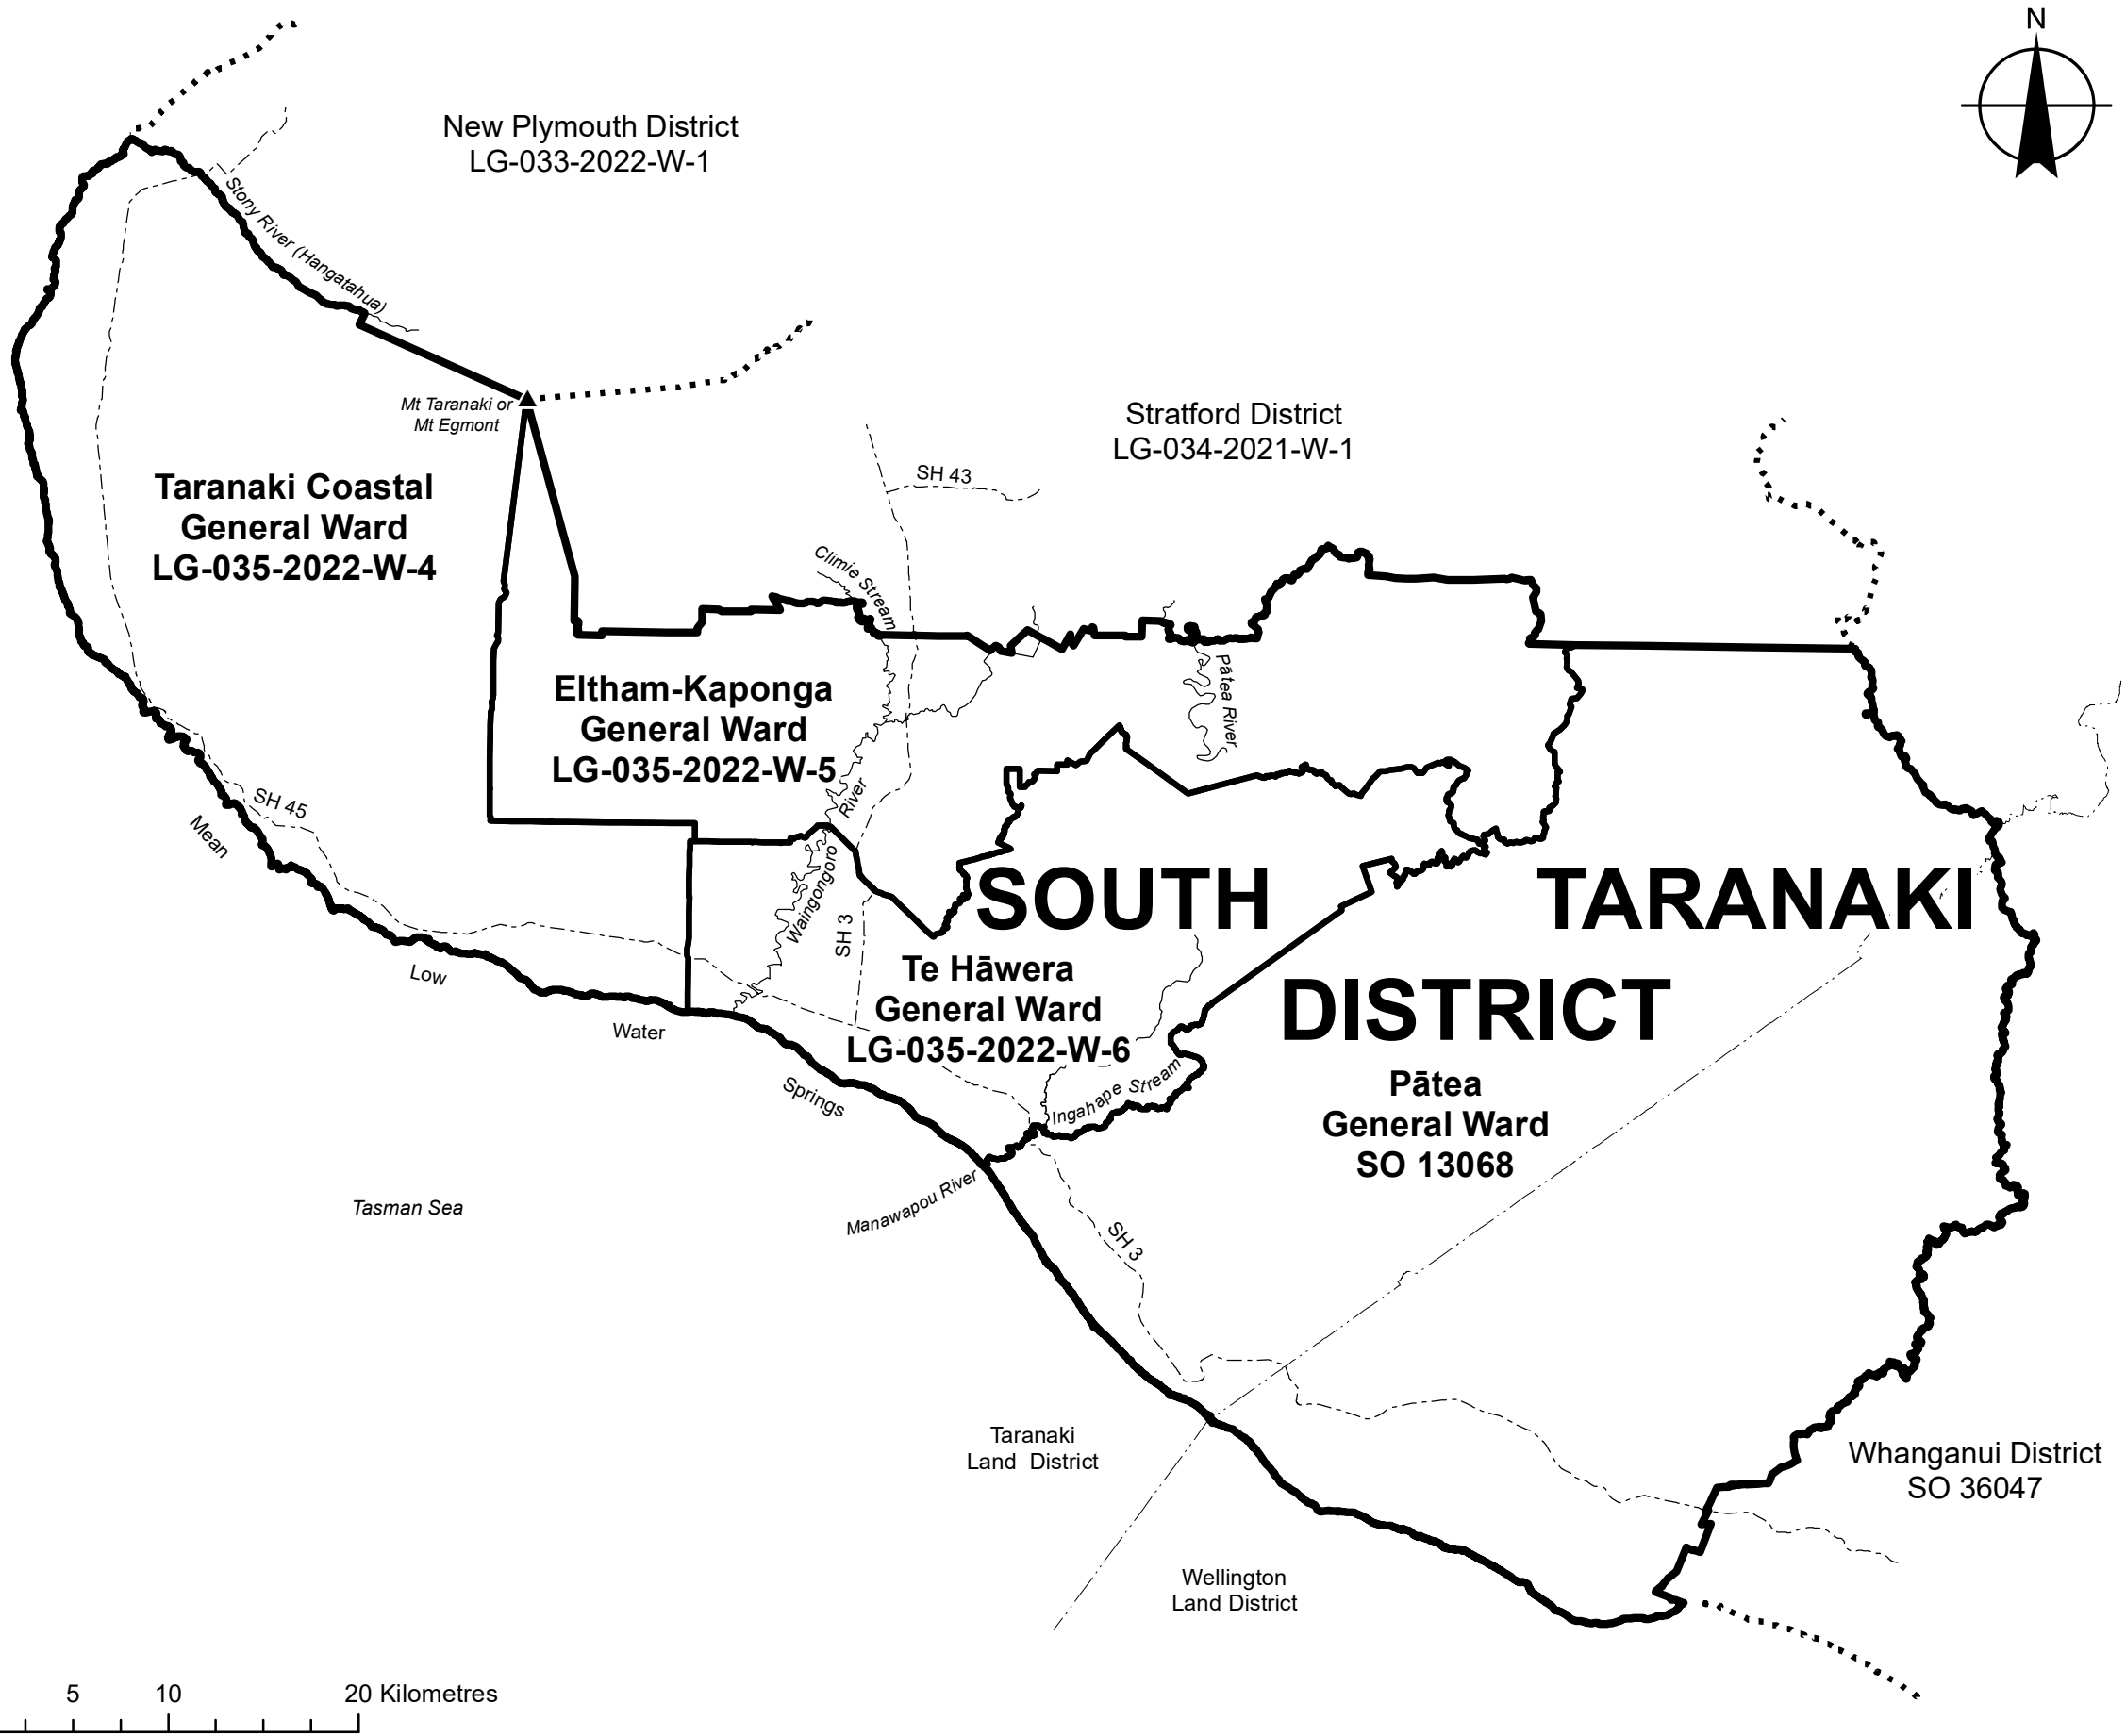 N
New Plymouth District
LG-033-2022-W-1
Stony River (Hangatahua)
Mt Taranaki or
Mt Egmont
Stratford District
LG-034-2021-W-1
SH 43
Taranaki Coastal
General Ward
LG-035-2022-W-4
Climie Stream
Pātea River
Eltham-Kaponga
General Ward
LG-035-2022-W-5
River
Waingongoro
SH 45
Mean
Low
Water
Springs
SH 3
SOUTH
TARANAKI
DISTRICT
Te Hāwera
General Ward
LG-035-2022-W-6
Ingahape Stream
Pātea
General Ward
SO 13068
Manawapou River
SH 3
Tasman Sea
Taranaki
Land District
Whanganui District
SO 36047
Wellington
Land District
5 10 20 Kilometres